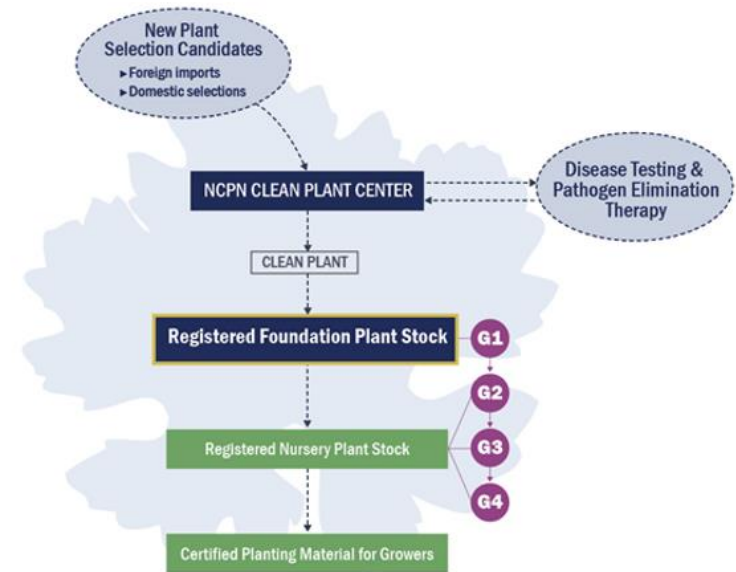 New Plant
Selection Candidates
▸Foreign imports
▸Domestic selections
NCPN CLEAN PLANT CENTER
Disease Testing &
Pathogen Elimination
Therapy
CLEAN PLANT
Registered Foundation Plant Stock
G1
G2
Registered Nursery Plant Stock
G3
G4
Certified Planting Material for Growers